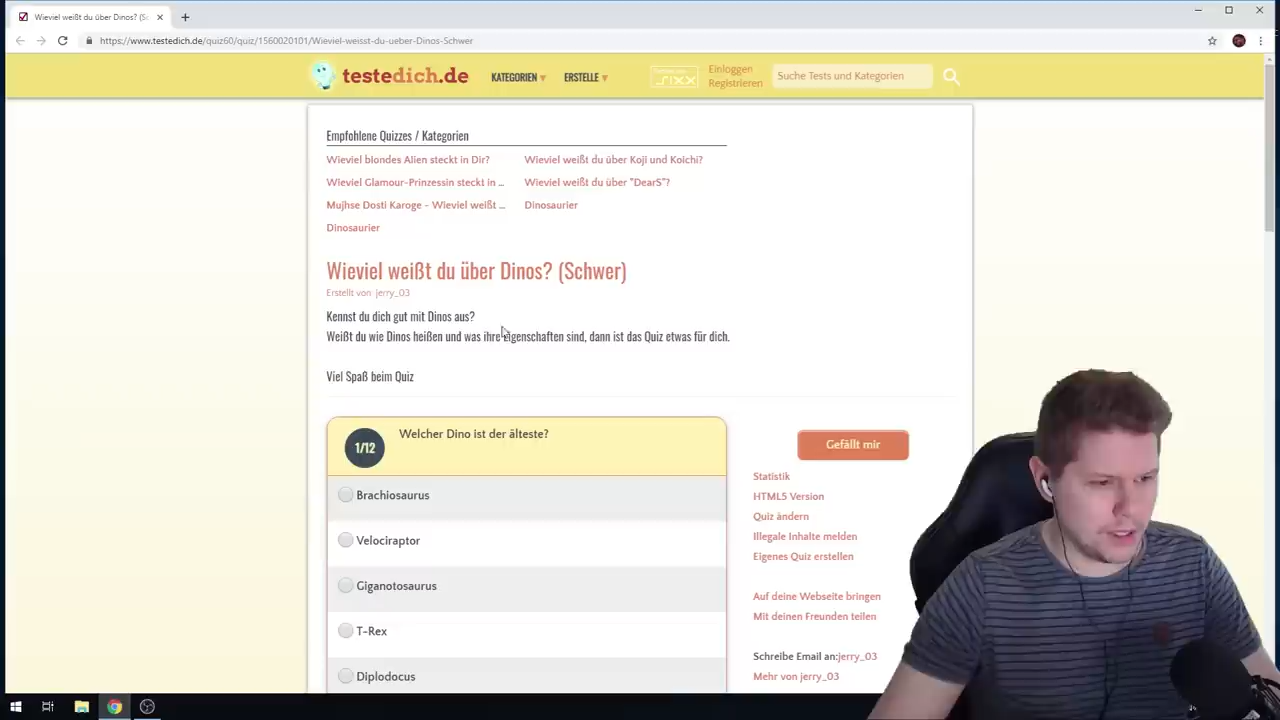 Wieviel weißt du über Dinos? (Sc
https://www.testedich.de/quiz60/quiz/1560020101/Wieviel-weisst-du-ueber-Dinos-Schwer
testedich.de
KATEGORIEN
ERSTELLE
sixx
Einloggen
Registrieren
Suche Tests und Kategorien
Empfohlene Quizzes / Kategorien
Wieviel blondes Alien steckt in Dir?
Wieviel weißt du über Koji und Koichi?
Wieviel Glamour-Prinzessin steckt in ...
Wieviel weißt du über "DearS"?
Mujhse Dosti Karoge - Wieviel weißt ...
Dinosaurier
Dinosaurier
Wieviel weißt du über Dinos? (Schwer)
Erstellt von jerry_03
Kennst du dich gut mit Dinos aus?
Weißt du wie Dinos heißen und was ihre Eigenschaften sind, dann ist das Quiz etwas für dich.
Viel Spaß beim Quiz
1/12
Welcher Dino ist der älteste?
Brachiosaurus
Velociraptor
Giganotosaurus
T-Rex
Diplodocus
Gefällt mir
Statistik
HTML5 Version
Quiz ändern
Illegale Inhalte melden
Eigenes Quiz erstellen
Auf deine Webseite bringen
Mit deinen Freunden teilen
Schreibe Email an:jerry_03
Mehr von jerry_03